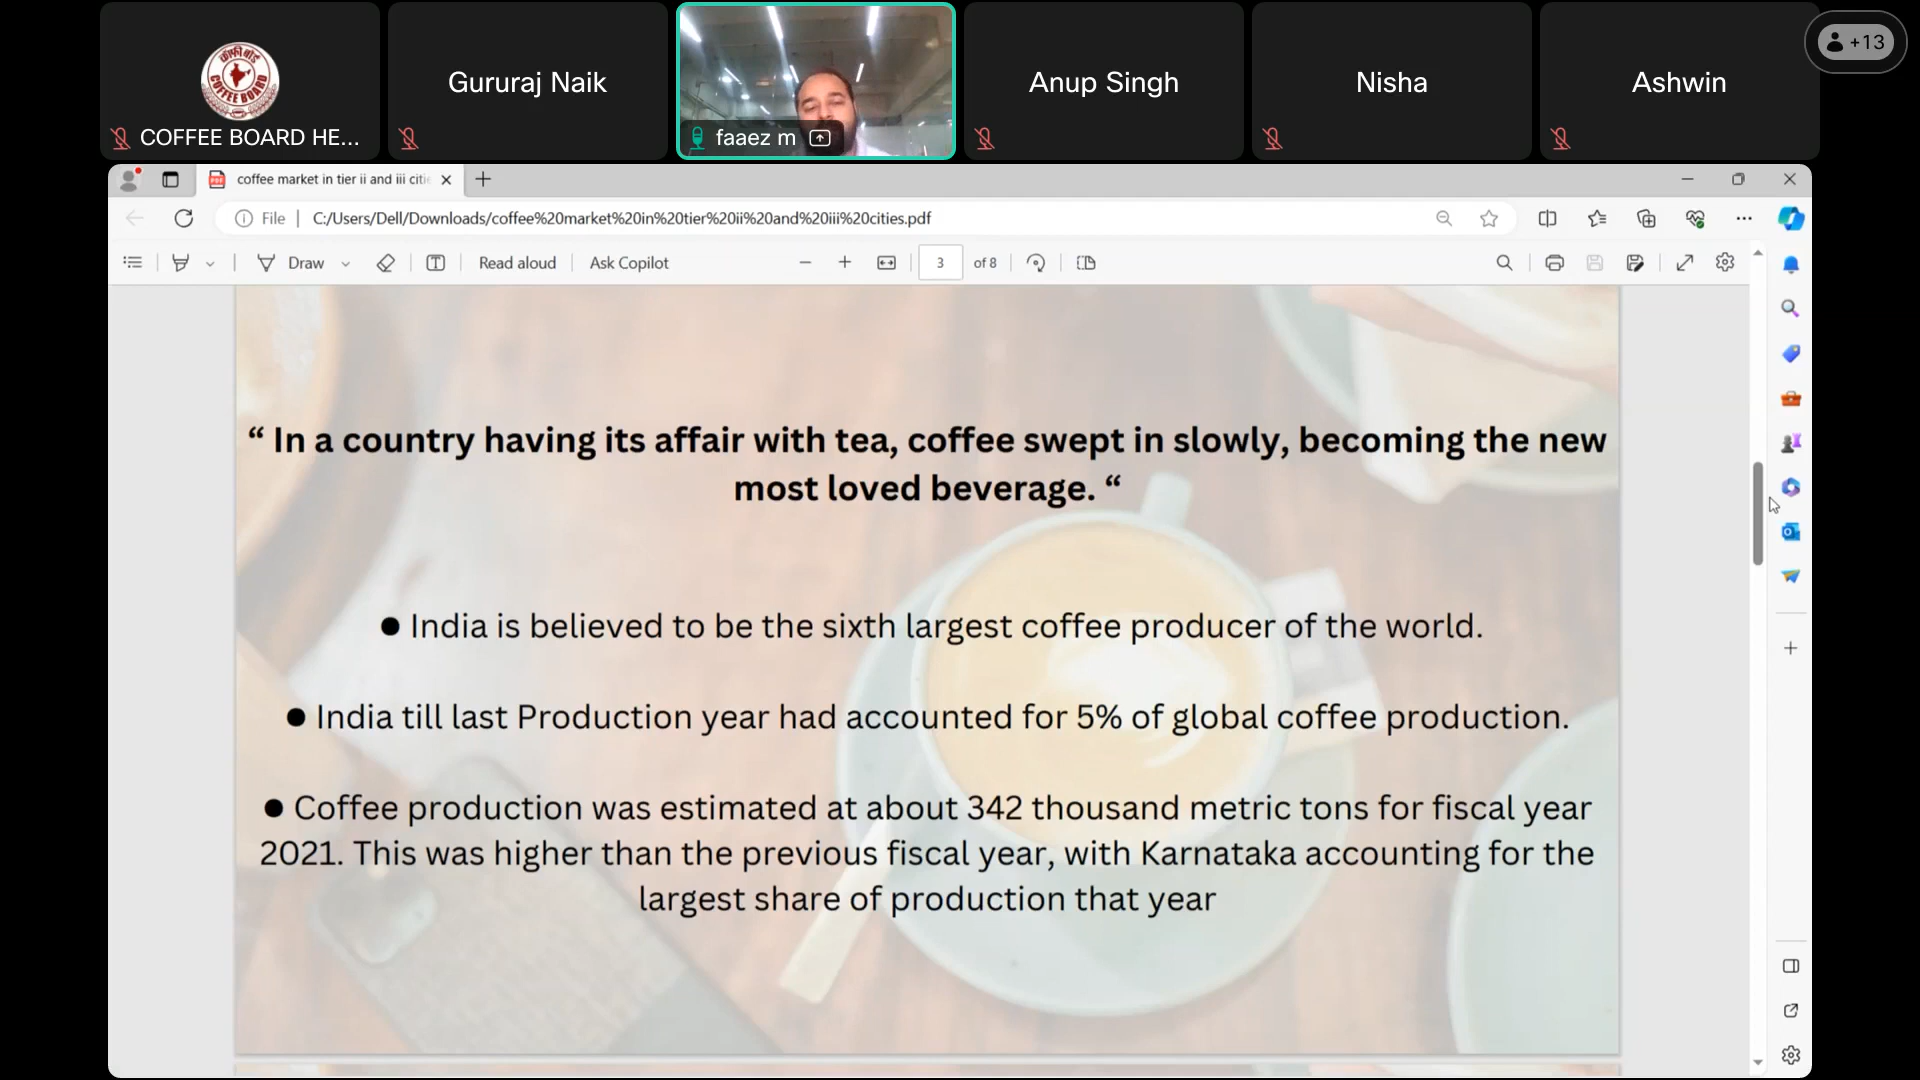 कॉफी बोर्ड
COFFEE BOARD
COFFEE BOARD HE...
Gururaj Naik
faaez m
Anup Singh
Nisha
Ashwin
+13
coffee market in tier ii and iii citi
File
C:/Users/Dell/Downloads/coffee%20market%20in%20tier%20ii%20and%20iii%20cities.pdf
Draw
Read aloud
Ask Copilot
3
of 8
“ In a country having its affair with tea, coffee swept in slowly, becoming the new
most loved beverage. “
● India is believed to be the sixth largest coffee producer of the world.
● India till last Production year had accounted for 5% of global coffee production.
● Coffee production was estimated at about 342 thousand metric tons for fiscal year
2021. This was higher than the previous fiscal year, with Karnataka accounting for the
largest share of production that year